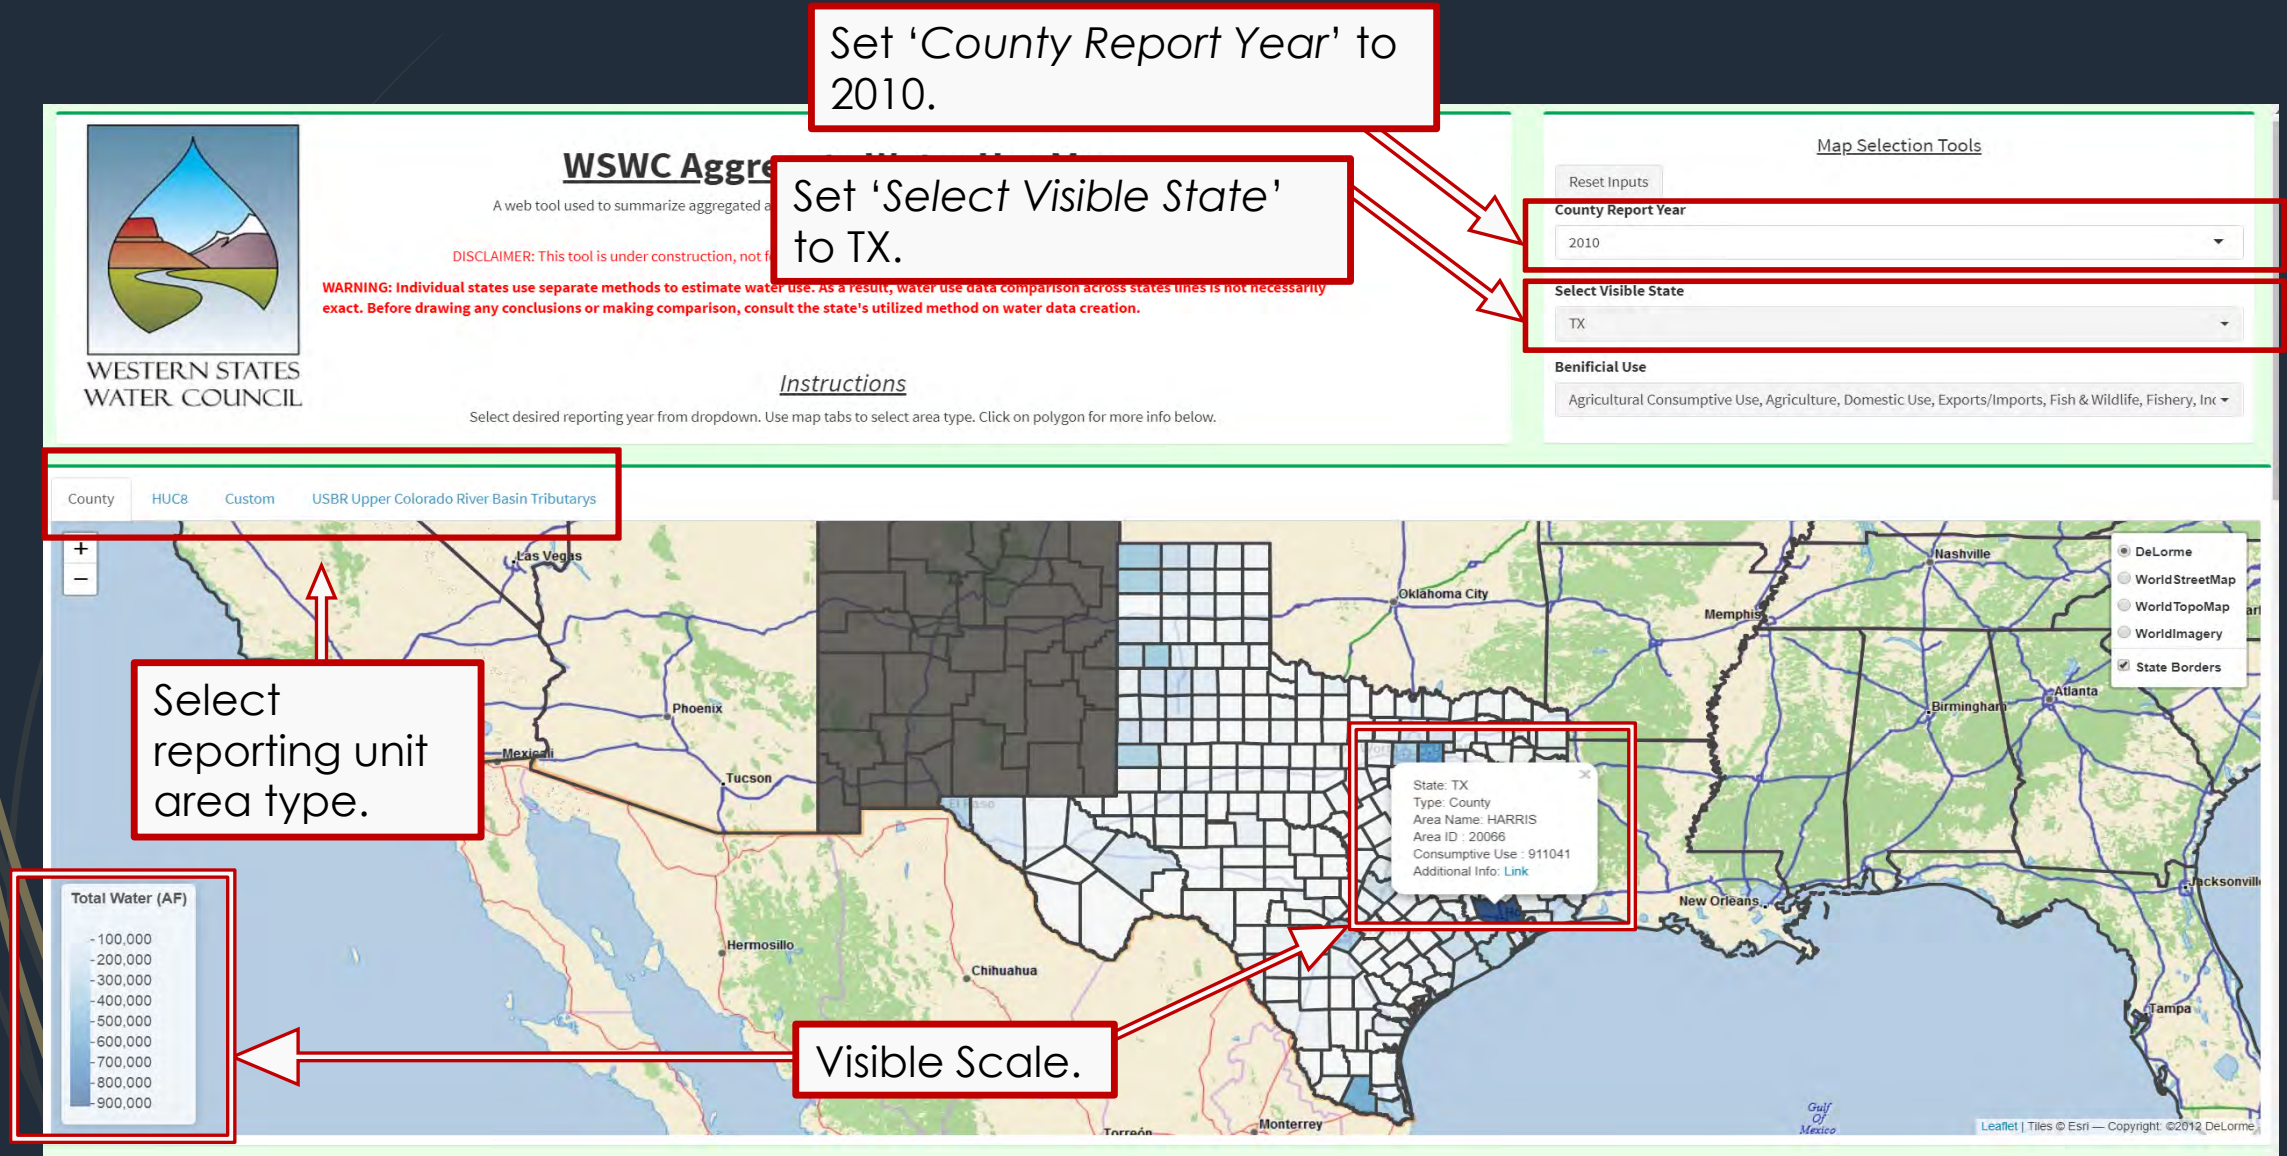 Set ‘County Report Year’ to
2010.
Set ‘Select Visible State’
to TX.
WESTERN STATES
WATER COUNCIL
WSWC Aggre
A web tool used to summarize aggregated a
DISCLAIMER: This tool is under construction, not f
WARNING: Individual states use separate methods to estimate water use. As a result, water use data comparison across states lines is not necessarily
exact. Before drawing any conclusions or making comparison, consult the state's utilized method on water data creation.
Instructions
Select desired reporting year from dropdown. Use map tabs to select area type. Click on polygon for more info below.
Map Selection Tools
Reset Inputs
County Report Year
2010
Select Visible State
TX
Benificial Use
Agricultural Consumptive Use, Agriculture, Domestic Use, Exports/Imports, Fish & Wildlife, Fishery, Inc
County HUC8 Custom USBR Upper Colorado River Basin Tributarys
+
−
Select
reporting unit
area type.
Las Vegas
Phoenix
Mexicali
Tucson
El Paso
Hermosillo
Chihuahua
Torreón
Monterrey
Oklahoma City
Memphis
Nashville
Birmingham
Atlanta
New Orleans
Jacksonvill
Tampa
Gulf
Of
Mexico
DeLorme
WorldStreetMap
WorldTopoMap
WorldImagery
State Borders
State: TX
Type: County
Area Name: HARRIS
Area ID : 20066
Consumptive Use : 911041
Additional Info: Link
Total Water (AF)
100,000
200,000
300,000
400,000
500,000
600,000
700,000
800,000
900,000
Visible Scale.
Leaflet | Tiles © Esri — Copyright: ©2012 DeLorme